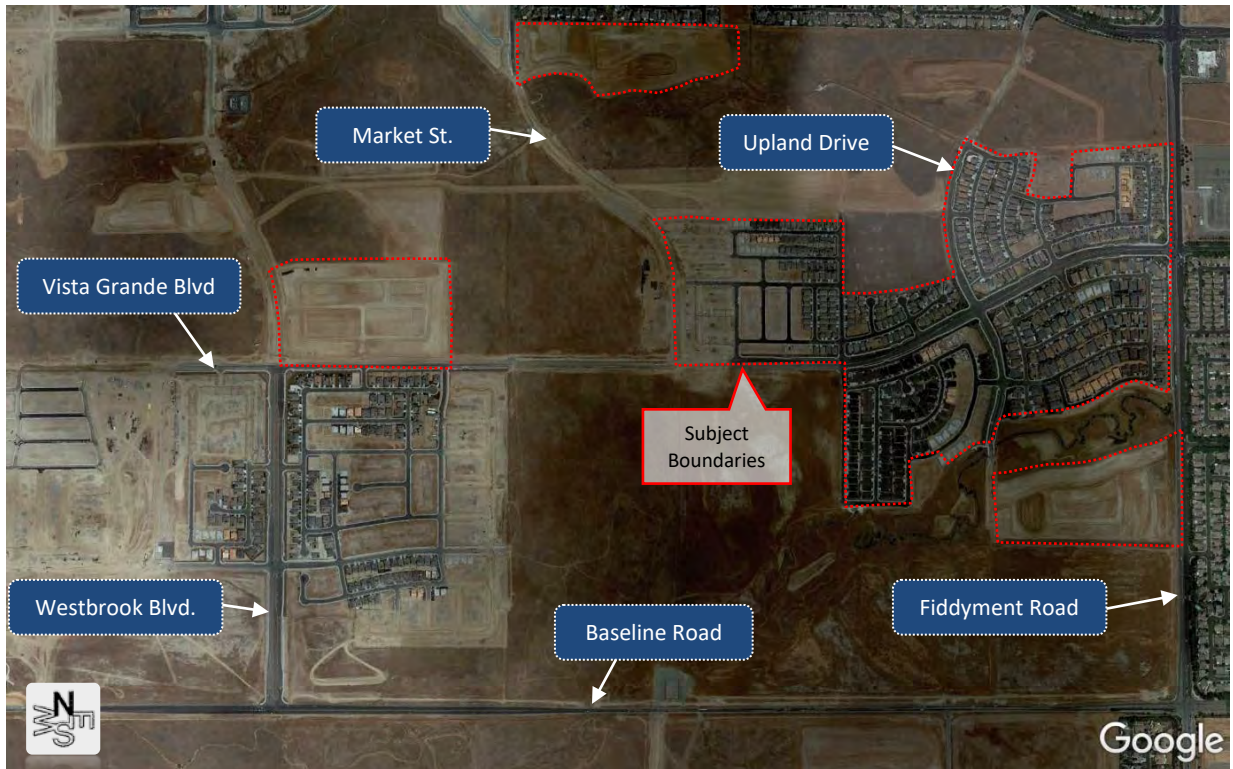 Market St.
Upland Drive
Vista Grande Blvd
Subject
Boundaries
Westbrook Blvd.
Fiddyment Road
Baseline Road
N
W
E
S
Google